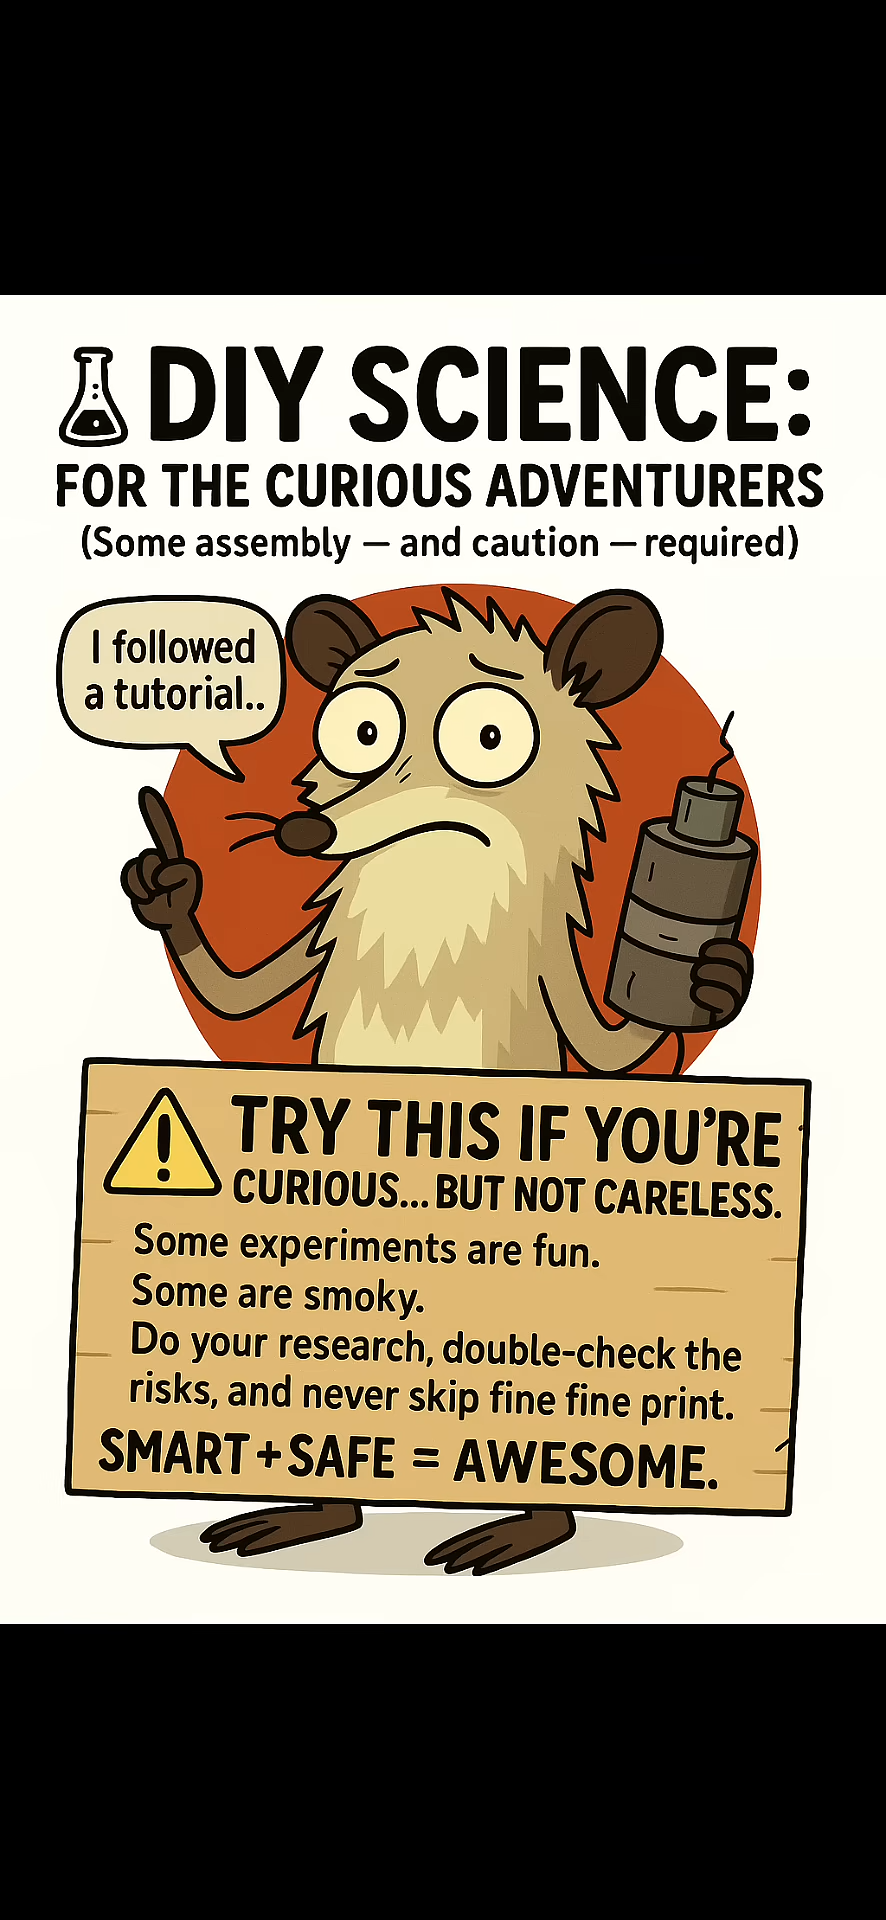 DIY SCIENCE:
FOR THE CURIOUS ADVENTURERS
(Some assembly — and caution — required)
I followed
a tutorial..
TRY THIS IF YOU'RE
CURIOUS... BUT NOT CARELESS.
Some experiments are fun.
Some are smoky.
Do your research, double-check the
risks, and never skip fine fine print.
SMART + SAFE = AWESOME.